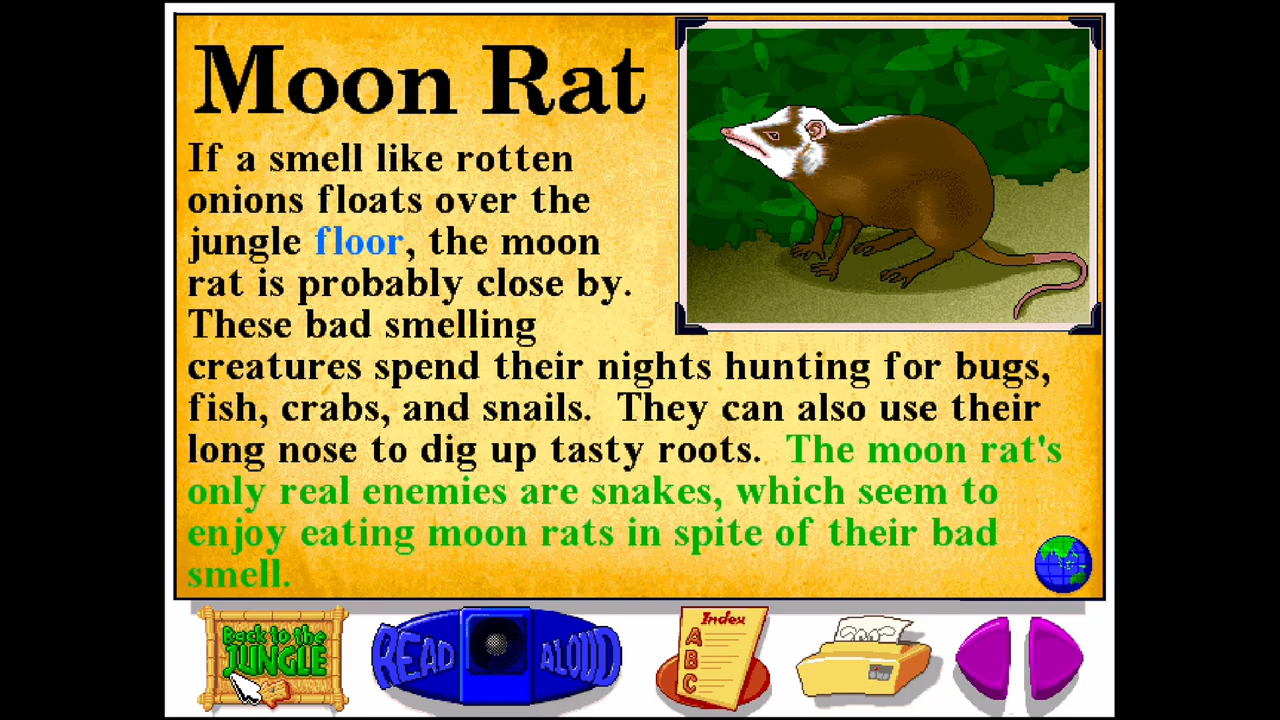 Moon Rat
If a smell like rotten
onions floats over the
jungle floor, the moon
rat is probably close by.
These bad smelling
creatures spend their nights hunting for bugs,
fish, crabs, and snails.  They can also use their
long nose to dig up tasty roots.  The moon rat's
only real enemies are snakes, which seem to
enjoy eating moon rats in spite of their bad
smell.
Back to the
JUNGLE
READ ALOUD
Index
A
B
C